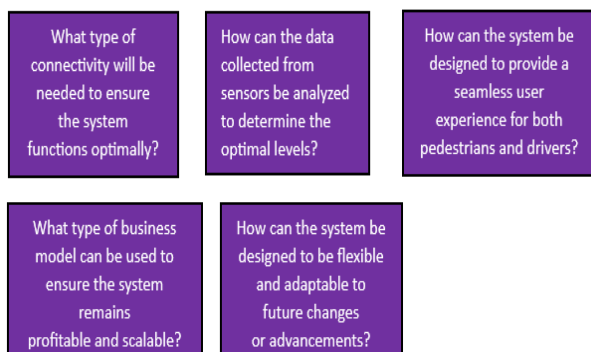 What type of
connectivity will be
needed to ensure
the system
functions optimally?
How can the data
collected from
sensors be analyzed
to determine the
optimal levels?
How can the system be
designed to provide a
seamless user
experience for both
pedestrians and drivers?
What type of business
model can be used to
ensure the system
remains
profitable and scalable?
How can the system be
designed to be flexible
and adaptable to
future changes
or advancements?